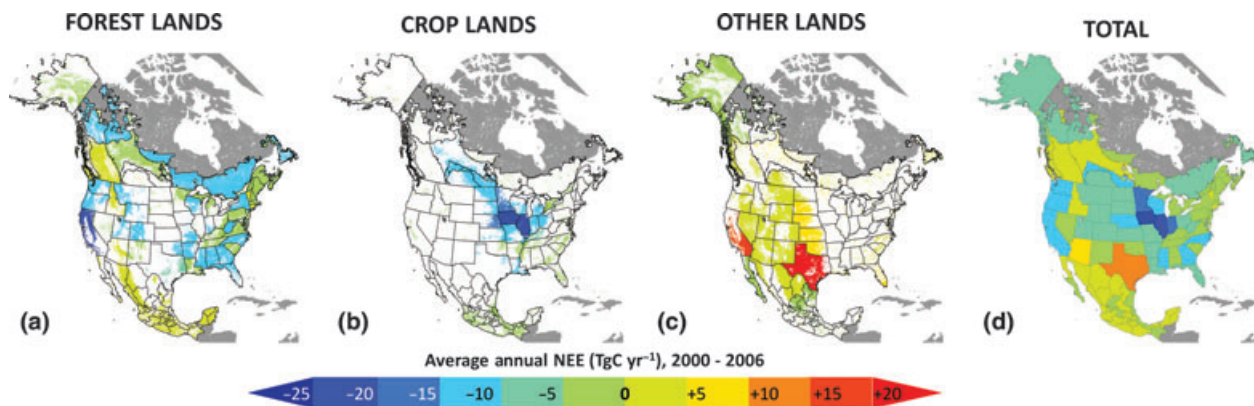 FOREST LANDS CROP LANDS OTHER LANDS TOTAL
(a) (b) (c) (d)
Average annual NEE (TgC yr⁻¹), 2000 - 2006
−25 −20 −15 −10 −5 0 +5 +10 +15 +20